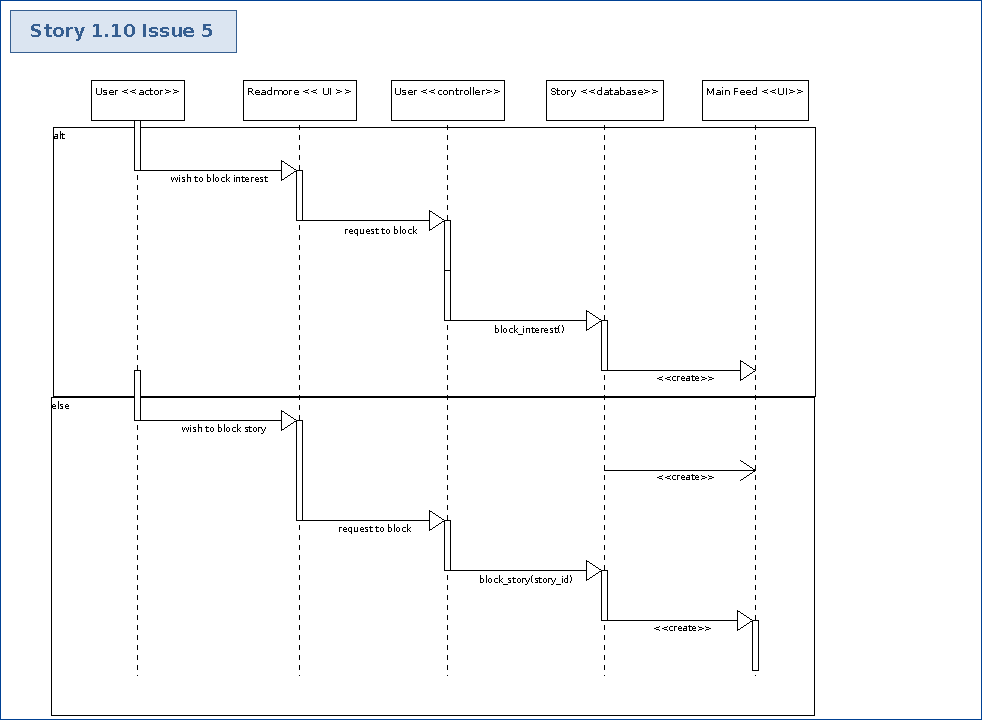 Story 1.10 Issue 5
User <<actor>>
Readmore << UI >>
User <<controller>>
Story <<database>>
Main Feed <<UI>>
alt
wish to block interest
request to block
block_interest()
<<create>>
else
wish to block story
<<create>>
request to block
block_story(story_id)
<<create>>